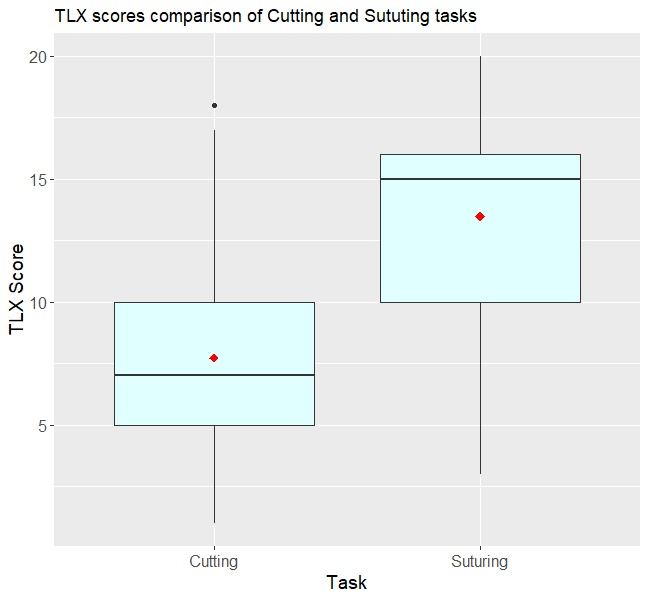 TLX scores comparison of Cutting and Sututing tasks
20
15
10
5
TLX Score
Cutting
Suturing
Task